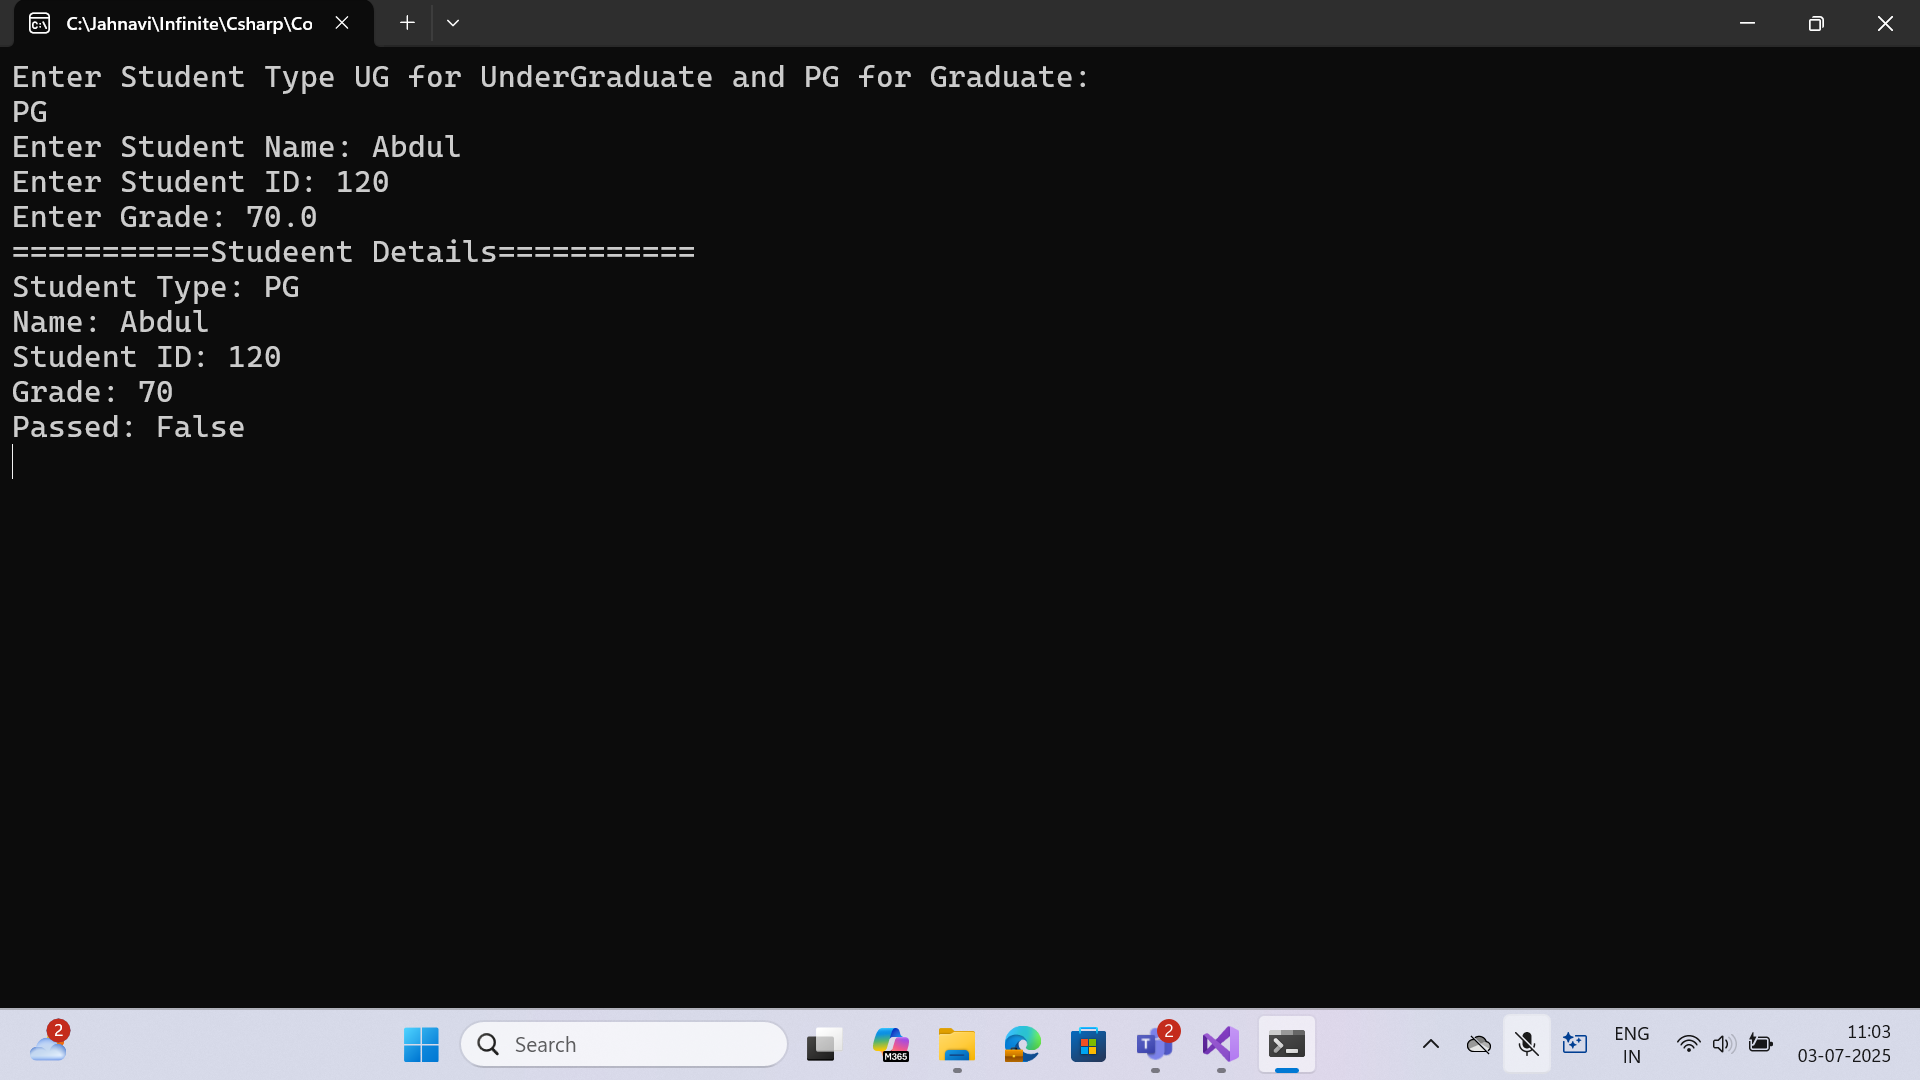 C:\Jahnavi\Infinite\Csharp\Co
Enter Student Type UG for UnderGraduate and PG for Graduate:
PG
Enter Student Name: Abdul
Enter Student ID: 120
Enter Grade: 70.0
===========Studeent Details===========
Student Type: PG
Name: Abdul
Student ID: 120
Grade: 70
Passed: False
2
Search
M365
T
2
ENG
IN
11:03
03-07-2025